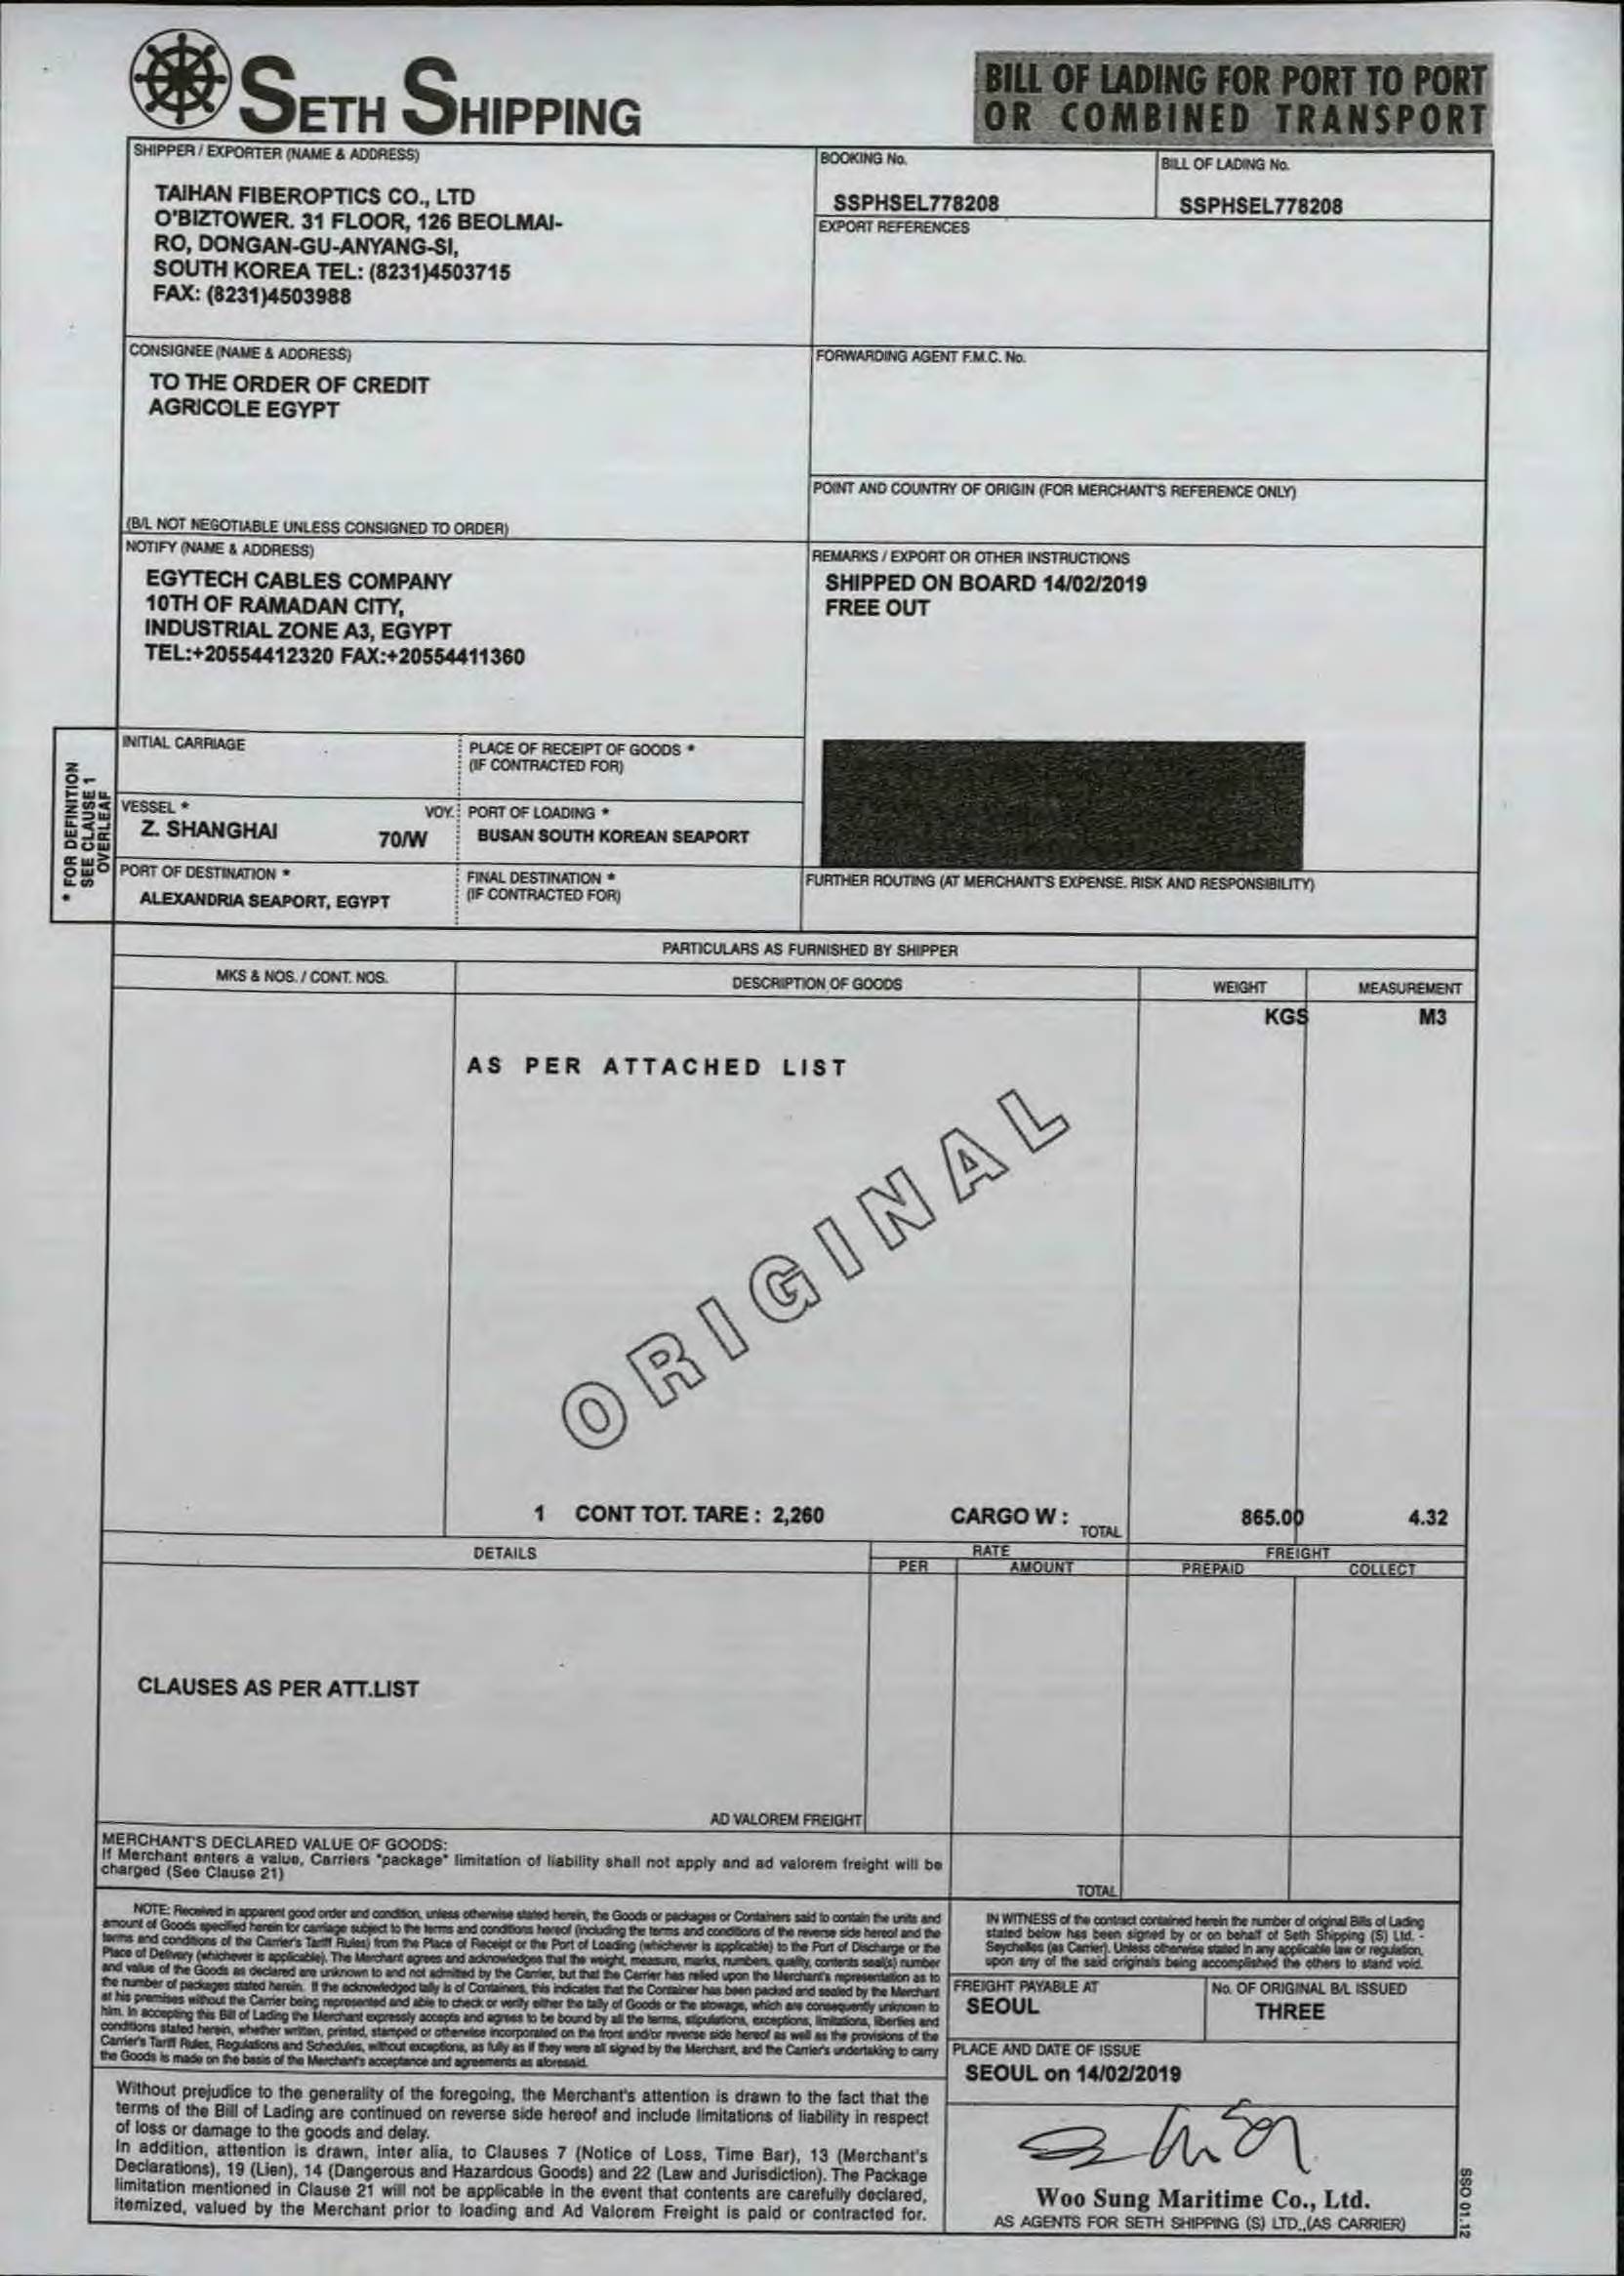 SETH SHIPPING
BILL OF LADING FOR PORT TO PORT
OR COMBINED TRANSPORT
SHIPPER / EXPORTER (NAME & ADDRESS)
TAIHAN FIBEROPTICS CO., LTD
O'BIZTOWER. 31 FLOOR, 126 BEOLMAI-
RO, DONGAN-GU-ANYANG-SI,
SOUTH KOREA TEL: (8231)4503715
FAX: (8231)4503988
BOOKING No.
SSPHSEL778208
BILL OF LADING No.
SSPHSEL778208
EXPORT REFERENCES
CONSIGNEE (NAME & ADDRESS)
TO THE ORDER OF CREDIT
AGRICOLE EGYPT
(B/L NOT NEGOTIABLE UNLESS CONSIGNED TO ORDER)
FORWARDING AGENT F.M.C. No.
POINT AND COUNTRY OF ORIGIN (FOR MERCHANT'S REFERENCE ONLY)
NOTIFY (NAME & ADDRESS)
EGYTECH CABLES COMPANY
10TH OF RAMADAN CITY,
INDUSTRIAL ZONE A3, EGYPT
TEL:+20554412320 FAX:+20554411360
REMARKS / EXPORT OR OTHER INSTRUCTIONS
SHIPPED ON BOARD 14/02/2019
FREE OUT
* FOR DEFINITION
SEE CLAUSE 1
OVERLEAF
INITIAL CARRIAGE
PLACE OF RECEIPT OF GOODS *
(IF CONTRACTED FOR)
VESSEL * VOY.
Z. SHANGHAI 70/W
PORT OF LOADING *
BUSAN SOUTH KOREAN SEAPORT
PORT OF DESTINATION *
ALEXANDRIA SEAPORT, EGYPT
FINAL DESTINATION *
(IF CONTRACTED FOR)
FURTHER ROUTING (AT MERCHANT'S EXPENSE. RISK AND RESPONSIBILITY)
PARTICULARS AS FURNISHED BY SHIPPER
MKS & NOS. / CONT. NOS. DESCRIPTION OF GOODS WEIGHT MEASUREMENT
KGS M3
AS PER ATTACHED LIST
ORIGINAL
1 CONT TOT. TARE : 2,260 CARGO W : TOTAL 865.00 4.32
DETAILS RATE FREIGHT
PER AMOUNT PREPAID COLLECT
CLAUSES AS PER ATT.LIST
AD VALOREM FREIGHT
MERCHANT'S DECLARED VALUE OF GOODS:
If Merchant enters a value, Carriers "package" limitation of liability shall not apply and ad valorem freight will be
charged (See Clause 21)
TOTAL
NOTE: Received in apparent good order and condition, unless otherwise stated herein, the Goods or packages or Containers said to contain the units and
amount of Goods specified herein for carriage subject to the terms and conditions hereof (including the terms and conditions of the reverse side hereof and the
terms and conditions of the Carrier's Tariff Rules) from the Place of Receipt or the Port of Loading (whichever is applicable) to the Port of Discharge or the
Place of Delivery (whichever is applicable). The Merchant agrees and acknowledges that the weight, measure, marks, numbers, quality, contents seal(s) number
and value of the Goods as declared are unknown to and not admitted by the Carrier, but that the Carrier has relied upon the Merchant's representation as to
the number of packages stated herein. If the acknowledged tally is of Containers, this indicates that the Container has been packed and sealed by the Merchant
at his premises without the Carrier being represented and able to check or verify either the tally of Goods or the stowage, which are consequently unknown to
him. In accepting this Bill of Lading the Merchant expressly accepts and agrees to be bound by all the terms, stipulations, exceptions, limitations, liberties and
conditions stated herein, whether written, printed, stamped or otherwise incorporated on the front and/or reverse side hereof as well as the provisions of the
Carrier's Tariff Rules, Regulations and Schedules, without exceptions, as fully as if they were all signed by the Merchant, and the Carrier's undertaking to carry
the Goods is made on the basis of the Merchant's acceptance and agreements as aforesaid.
Without prejudice to the generality of the foregoing, the Merchant's attention is drawn to the fact that the
terms of the Bill of Lading are continued on reverse side hereof and include limitations of liability in respect
of loss or damage to the goods and delay.
In addition, attention is drawn, inter alia, to Clauses 7 (Notice of Loss, Time Bar), 13 (Merchant's
Declarations), 19 (Lien), 14 (Dangerous and Hazardous Goods) and 22 (Law and Jurisdiction). The Package
limitation mentioned in Clause 21 will not be applicable in the event that contents are carefully declared,
itemized, valued by the Merchant prior to loading and Ad Valorem Freight is paid or contracted for.
IN WITNESS of the contract contained herein the number of original Bills of Lading
stated below has been signed by or on behalf of Seth Shipping (S) Ltd. -
Seychelles (as Carrier). Unless otherwise stated in any applicable law or regulation,
upon any of the said originals being accomplished the others to stand void.
FREIGHT PAYABLE AT
SEOUL
No. OF ORIGINAL B/L ISSUED
THREE
PLACE AND DATE OF ISSUE
SEOUL on 14/02/2019
Woo Sung Maritime Co., Ltd.
AS AGENTS FOR SETH SHIPPING (S) LTD.,(AS CARRIER)
SSO 01.12